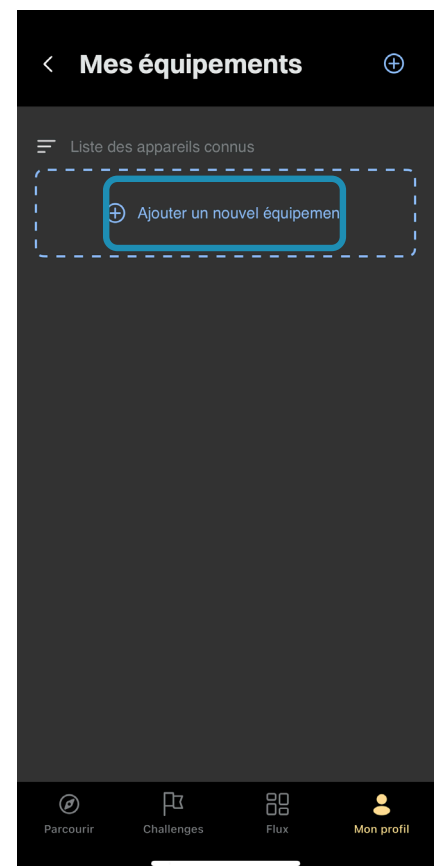 Mes équipements
Liste des appareils connus
Ajouter un nouvel équipemen
Parcourir
Challenges
Flux
Mon profil